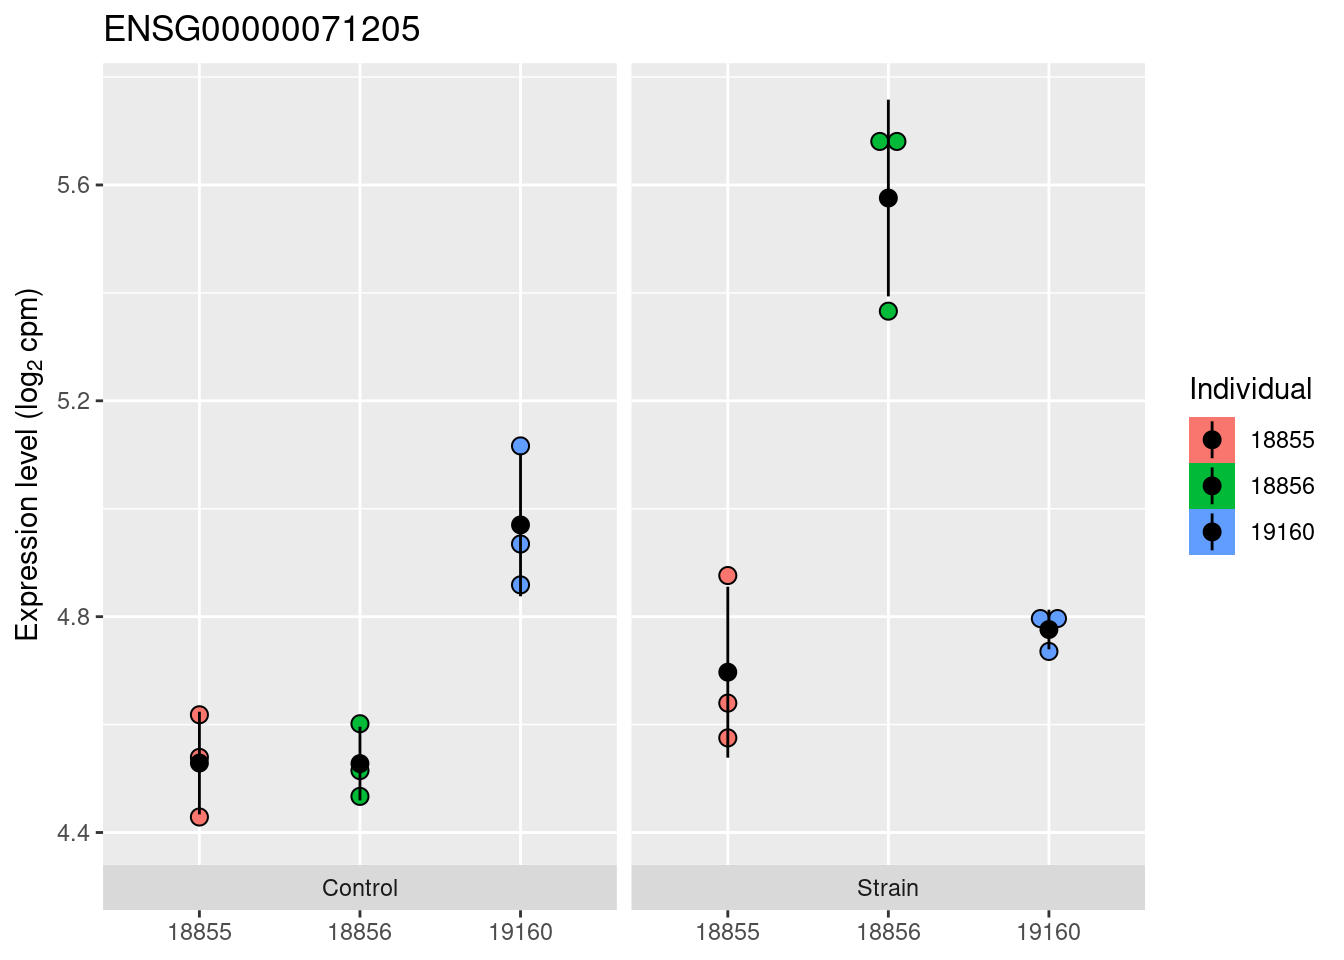 ENSG00000071205
Expression level (log₂ cpm)
5.6
5.2
4.8
4.4
Control
Strain
18855
18856
19160
18855
18856
19160
Individual
18855
18856
19160